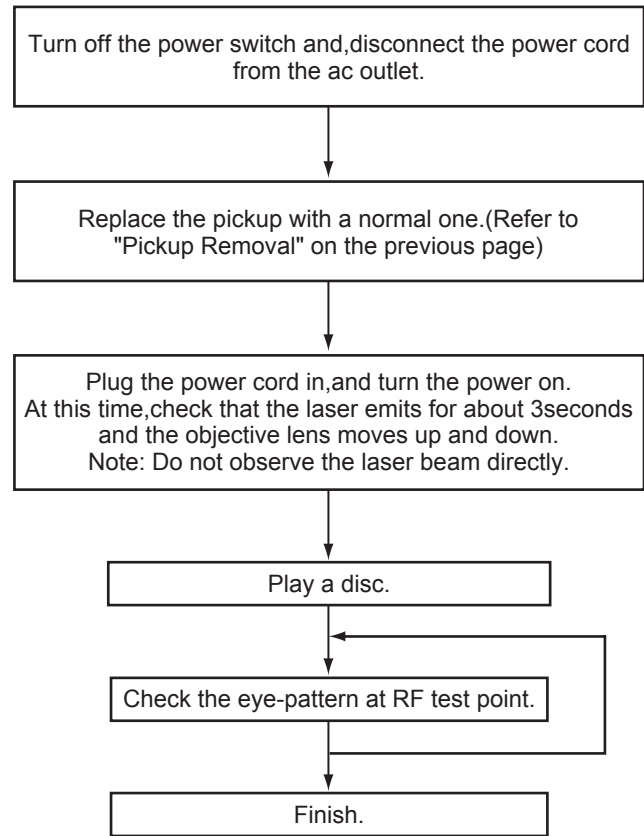 Turn off the power switch and,disconnect the power cord
from the ac outlet.
Replace the pickup with a normal one.(Refer to
"Pickup Removal" on the previous page)
Plug the power cord in,and turn the power on.
At this time,check that the laser emits for about 3seconds
and the objective lens moves up and down.
Note: Do not observe the laser beam directly.
Play a disc.
Check the eye-pattern at RF test point.
Finish.